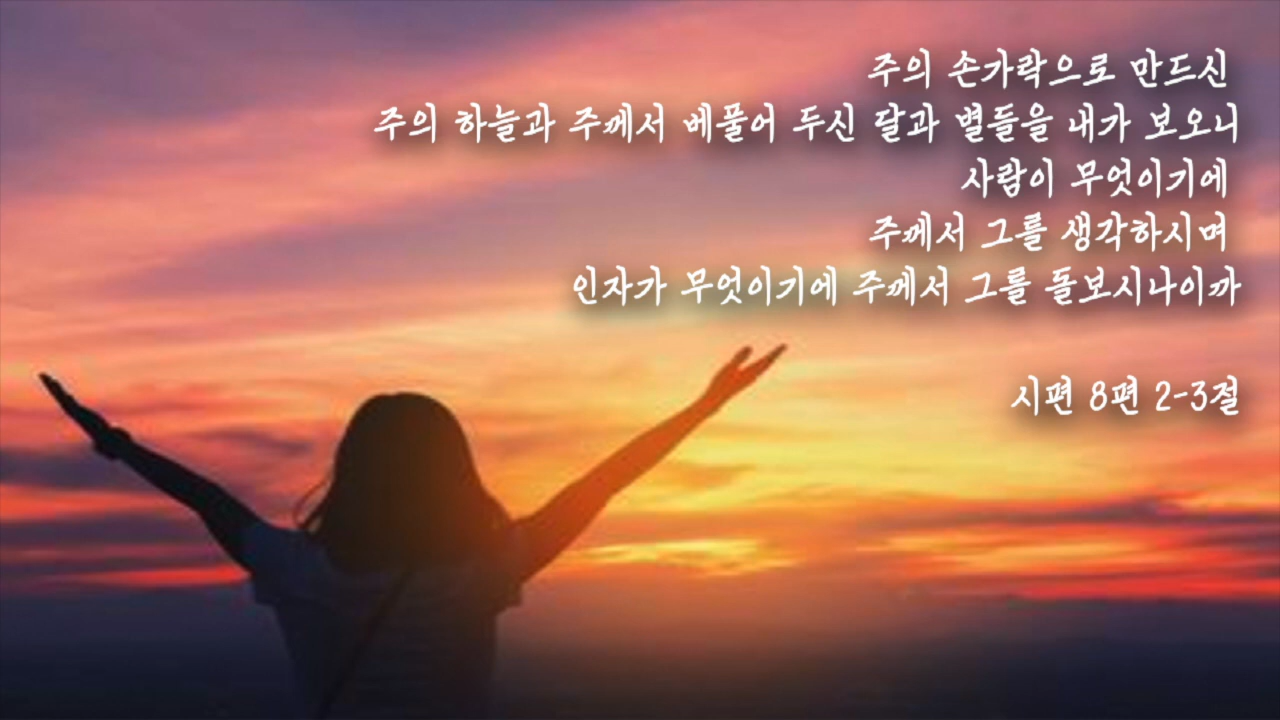 주의 손가락으로 만드신
주의 하늘과 주께서 베풀어 두신 달과 별들을 내가 보오니
사람이 무엇이기에
주께서 그를 생각하시며
인자가 무엇이기에 주께서 그를 돌보시나이까
시편 8편 2-3절